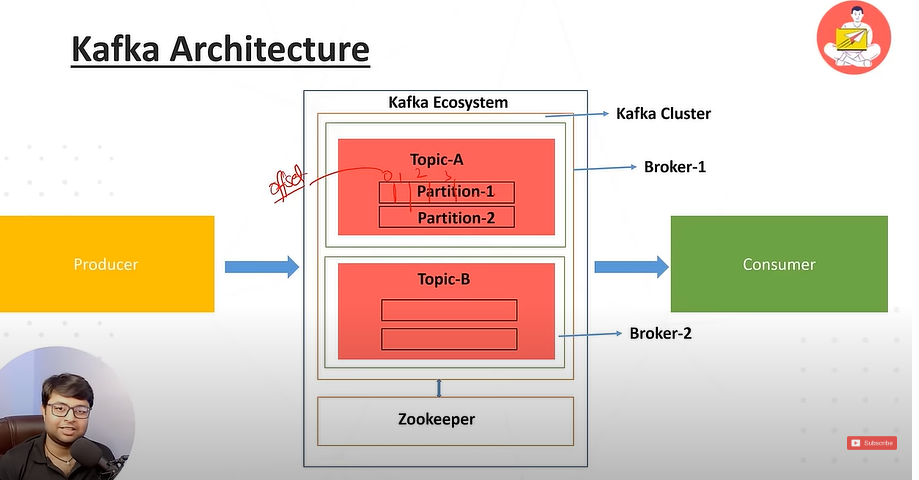 Kafka Architecture
Kafka Ecosystem
Kafka Cluster
Topic-A
Broker-1
offset
0 1 2 3
Partition-1
Partition-2
Producer
Consumer
Topic-B
Broker-2
Zookeeper
Subscribe